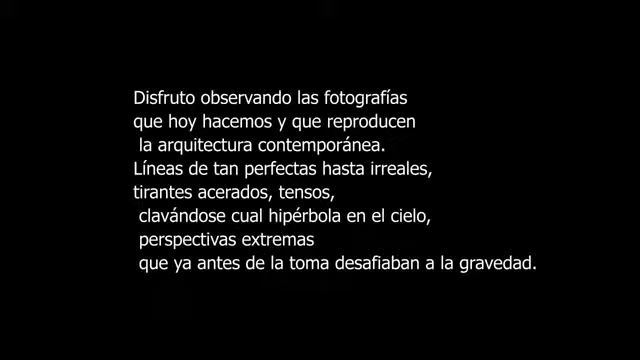 Disfruto observando las fotografías
que hoy hacemos y que reproducen
la arquitectura contemporánea.
Líneas de tan perfectas hasta irreales,
tirantes acerados, tensos,
clavándose cual hipérbola en el cielo,
perspectivas extremas
que ya antes de la toma desafiaban a la gravedad.